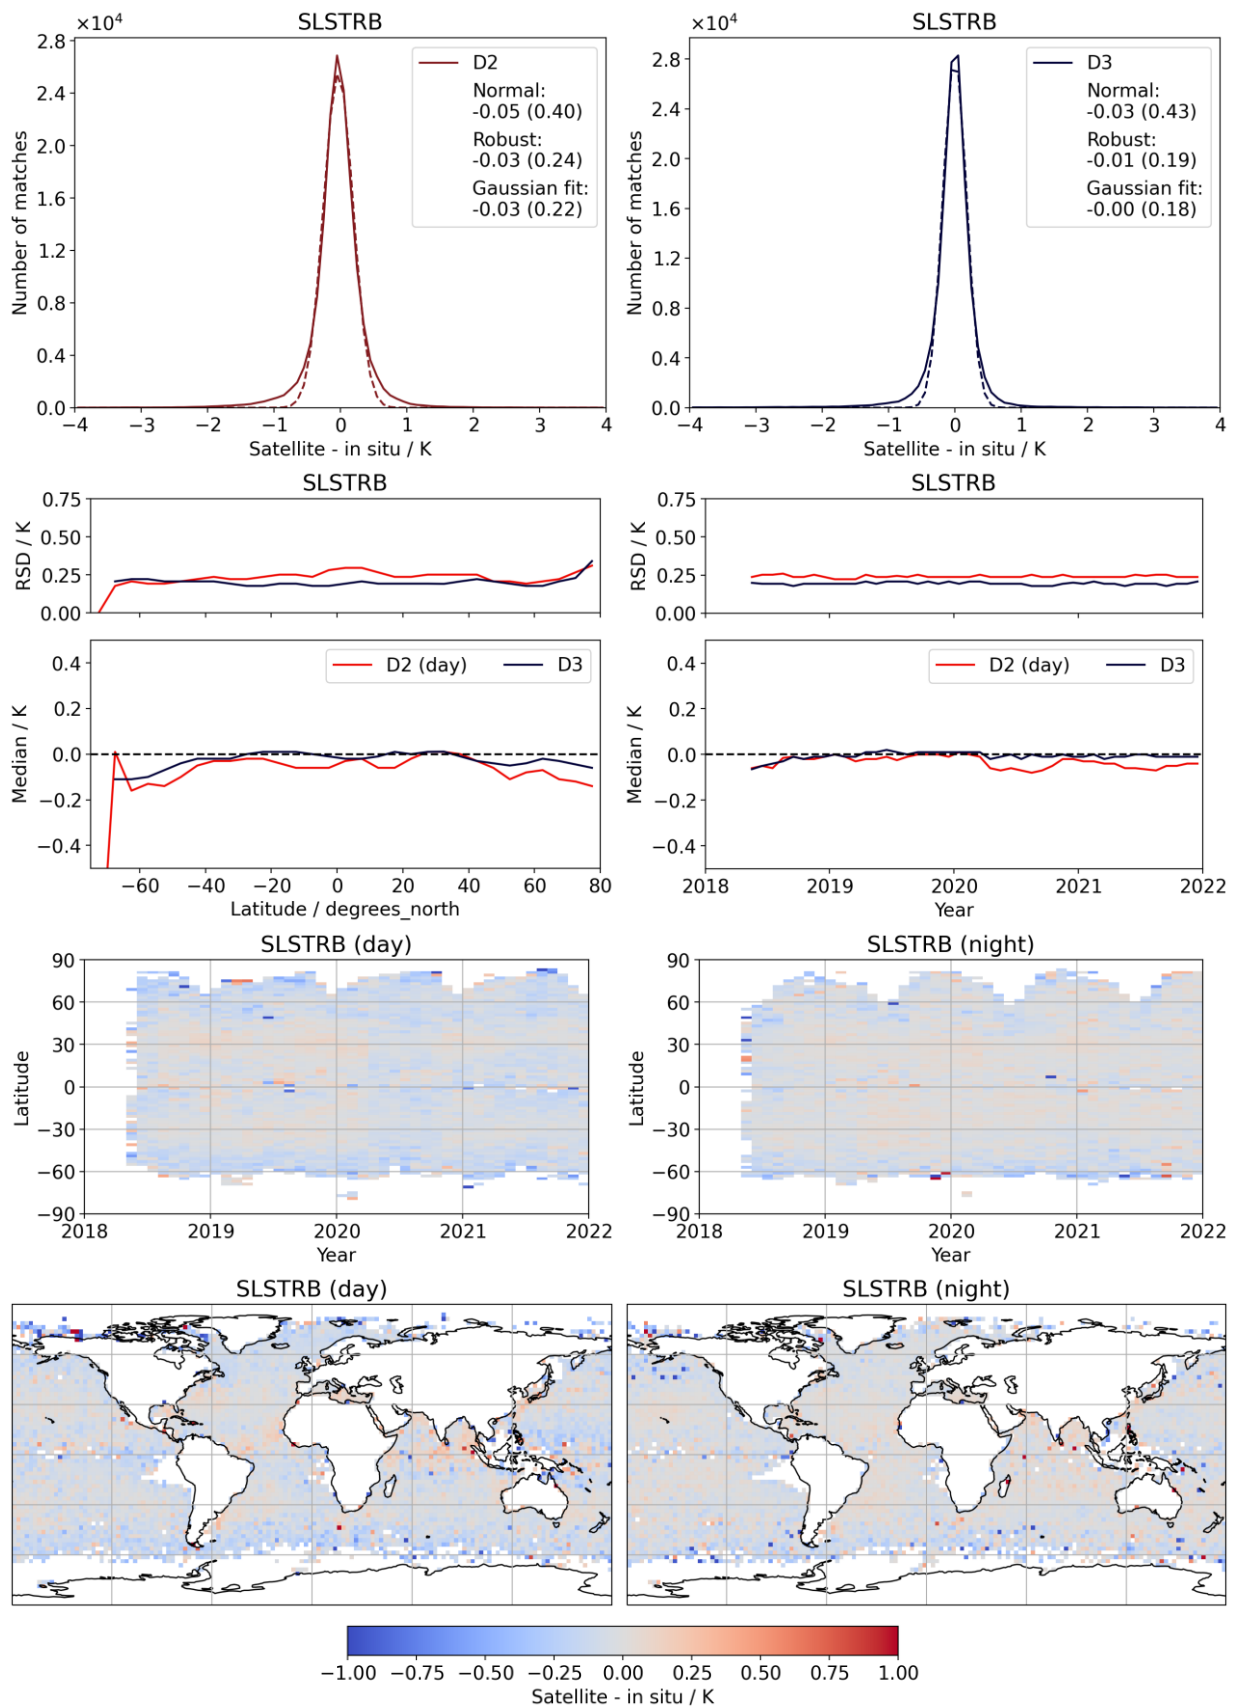 SLSTRB
×10⁴
2.8
2.4
2.0
1.6
1.2
0.8
0.4
0.0
Number of matches
D2
Normal:
-0.05 (0.40)
Robust:
-0.03 (0.24)
Gaussian fit:
-0.03 (0.22)
−4 −3 −2 −1 0 1 2 3 4
Satellite - in situ / K
SLSTRB
×10⁴
2.8
2.4
2.0
1.6
1.2
0.8
0.4
0.0
Number of matches
D3
Normal:
-0.03 (0.43)
Robust:
-0.01 (0.19)
Gaussian fit:
-0.00 (0.18)
−4 −3 −2 −1 0 1 2 3 4
Satellite - in situ / K
SLSTRB
0.75
0.50
0.25
0.00
RSD / K
D2 (day) D3
0.4
0.2
0.0
−0.2
−0.4
Median / K
−60 −40 −20 0 20 40 60 80
Latitude / degrees_north
SLSTRB
0.75
0.50
0.25
0.00
RSD / K
D2 (day) D3
0.4
0.2
0.0
−0.2
−0.4
Median / K
2018 2019 2020 2021 2022
Year
SLSTRB (day)
90
60
30
0
−30
−60
−90
Latitude
2018 2019 2020 2021 2022
Year
SLSTRB (night)
90
60
30
0
−30
−60
−90
Latitude
2018 2019 2020 2021 2022
Year
SLSTRB (day)
SLSTRB (night)
−1.00 −0.75 −0.50 −0.25 0.00 0.25 0.50 0.75 1.00
Satellite - in situ / K